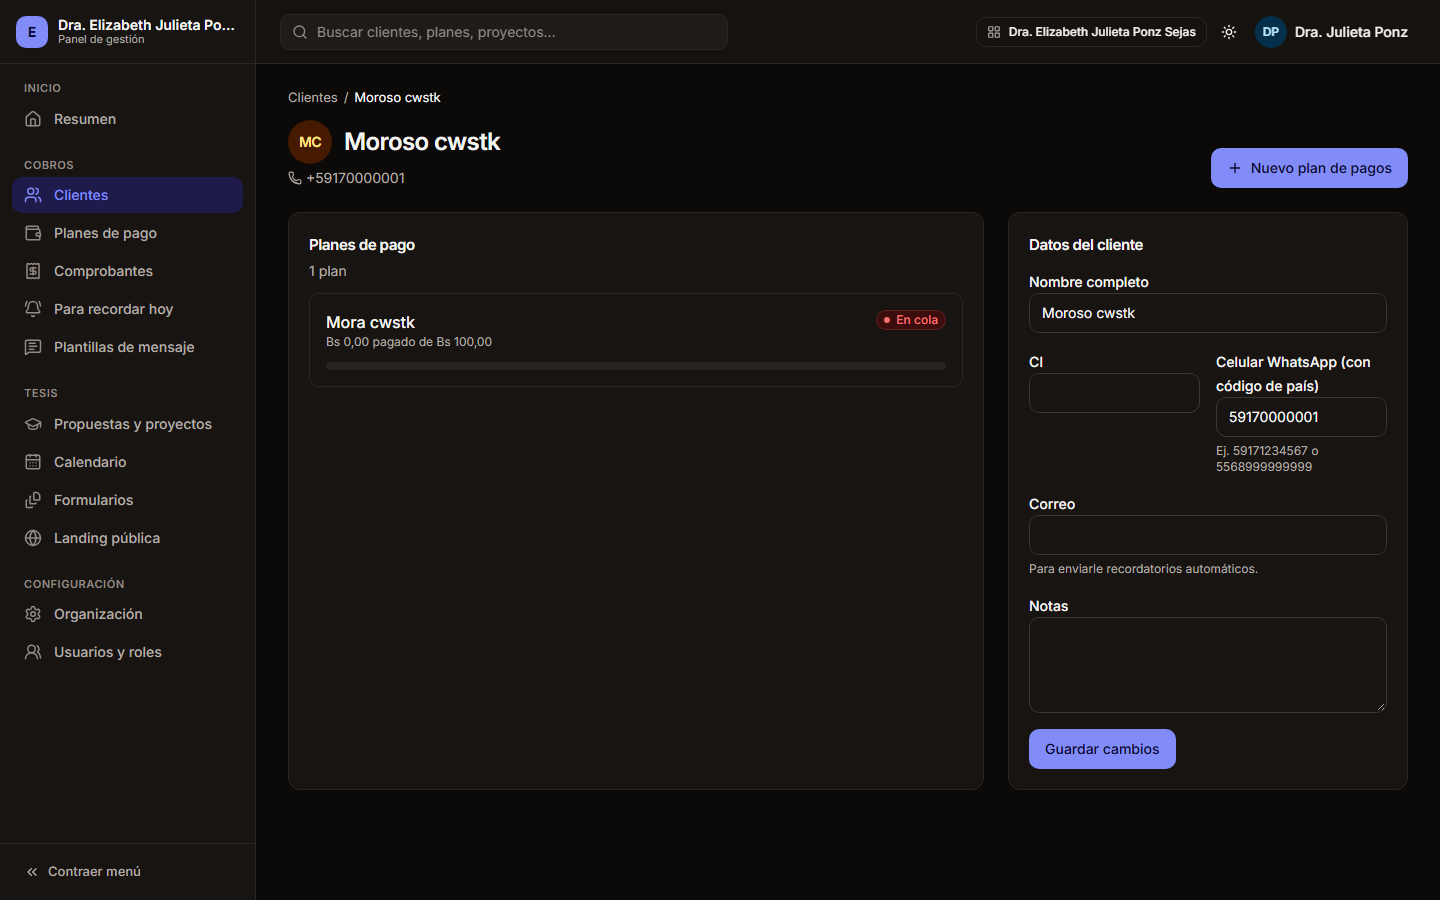 E
Dra. Elizabeth Julieta Po...
Panel de gestión
Buscar clientes, planes, proyectos...
Dra. Elizabeth Julieta Ponz Sejas
DP
Dra. Julieta Ponz
INICIO
Resumen
COBROS
Clientes
Planes de pago
Comprobantes
Para recordar hoy
Plantillas de mensaje
TESIS
Propuestas y proyectos
Calendario
Formularios
Landing pública
CONFIGURACIÓN
Organización
Usuarios y roles
Contraer menú
Clientes / Moroso cwstk
MC
Moroso cwstk
+59170000001
Nuevo plan de pagos
Planes de pago
1 plan
Mora cwstk
En cola
Bs 0,00 pagado de Bs 100,00
Datos del cliente
Nombre completo
Moroso cwstk
CI
Celular WhatsApp (con
código de país)
59170000001
Ej. 59171234567 o
5568999999999
Correo
Para enviarle recordatorios automáticos.
Notas
Guardar cambios